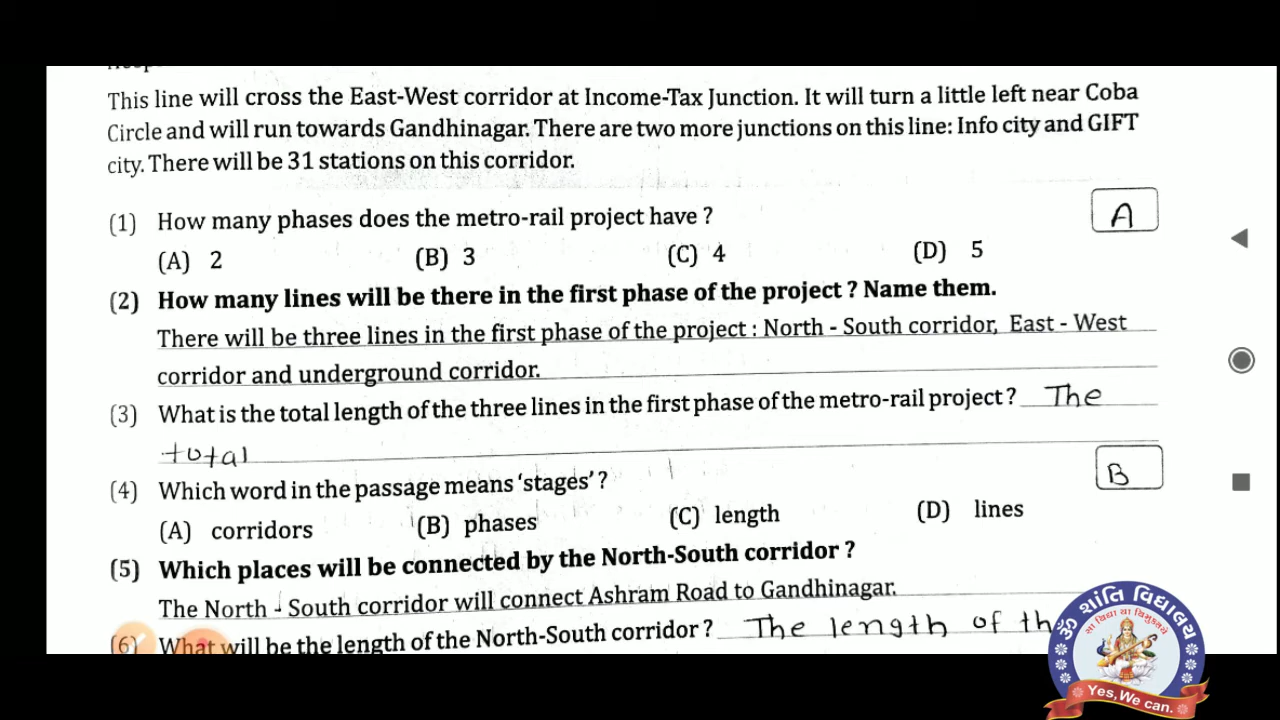 This line will cross the East-West corridor at Income-Tax Junction. It will turn a little left near Coba
Circle and will run towards Gandhinagar. There are two more junctions on this line: Info city and GIFT
city. There will be 31 stations on this corridor.
(1) How many phases does the metro-rail project have ? A
(A) 2 (B) 3 (C) 4 (D) 5
(2) How many lines will be there in the first phase of the project ? Name them.
There will be three lines in the first phase of the project : North - South corridor, East - West
corridor and underground corridor.
(3) What is the total length of the three lines in the first phase of the metro-rail project ? The
total
(4) Which word in the passage means 'stages' ? B
(A) corridors (B) phases (C) length (D) lines
(5) Which places will be connected by the North-South corridor ?
The North - South corridor will connect Ashram Road to Gandhinagar.
(6) What will be the length of the North-South corridor ? The length of th
ૐ શાંતિ વિદ્યાલય
સા વિદ્યા યા વિમુક્તયે
Yes, We can.